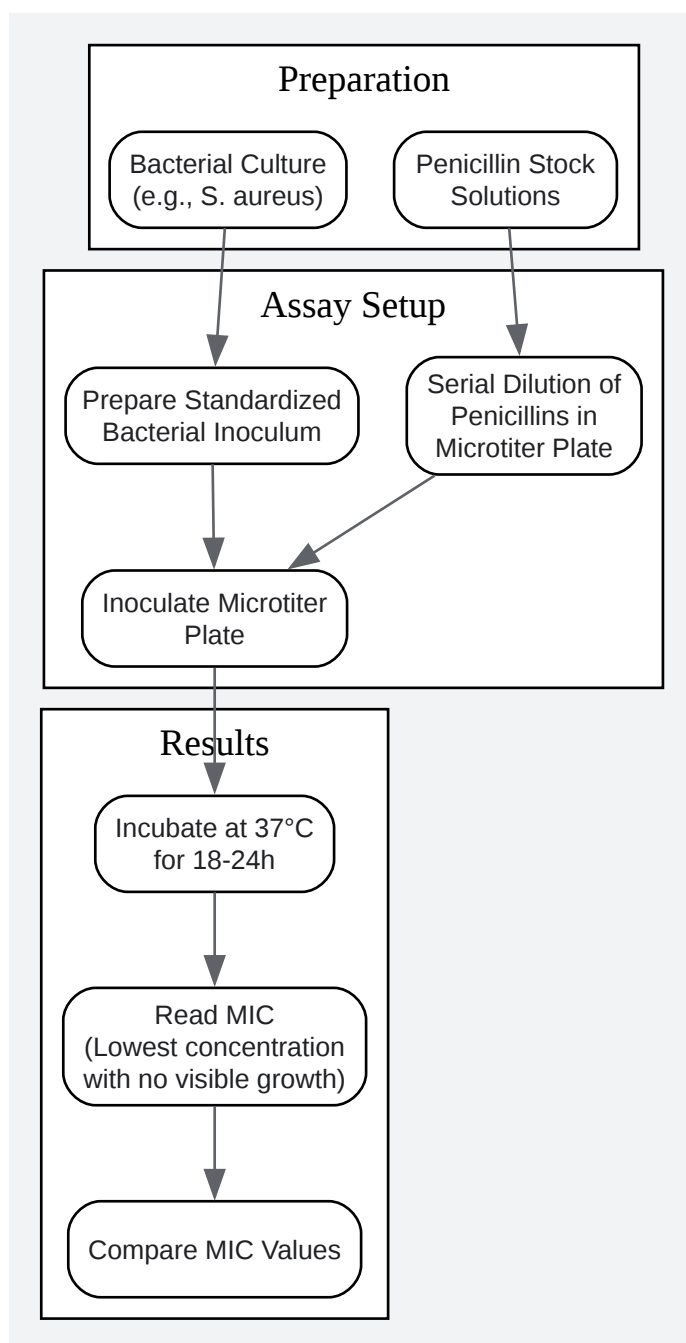 Preparation
Bacterial Culture
(e.g., S. aureus)
Penicillin Stock
Solutions
Assay Setup
Prepare Standardized
Bacterial Inoculum
Serial Dilution of
Penicillins in
Microtiter Plate
Inoculate Microtiter
Plate
Results
Incubate at 37°C
for 18-24h
Read MIC
(Lowest concentration
with no visible growth)
Compare MIC Values